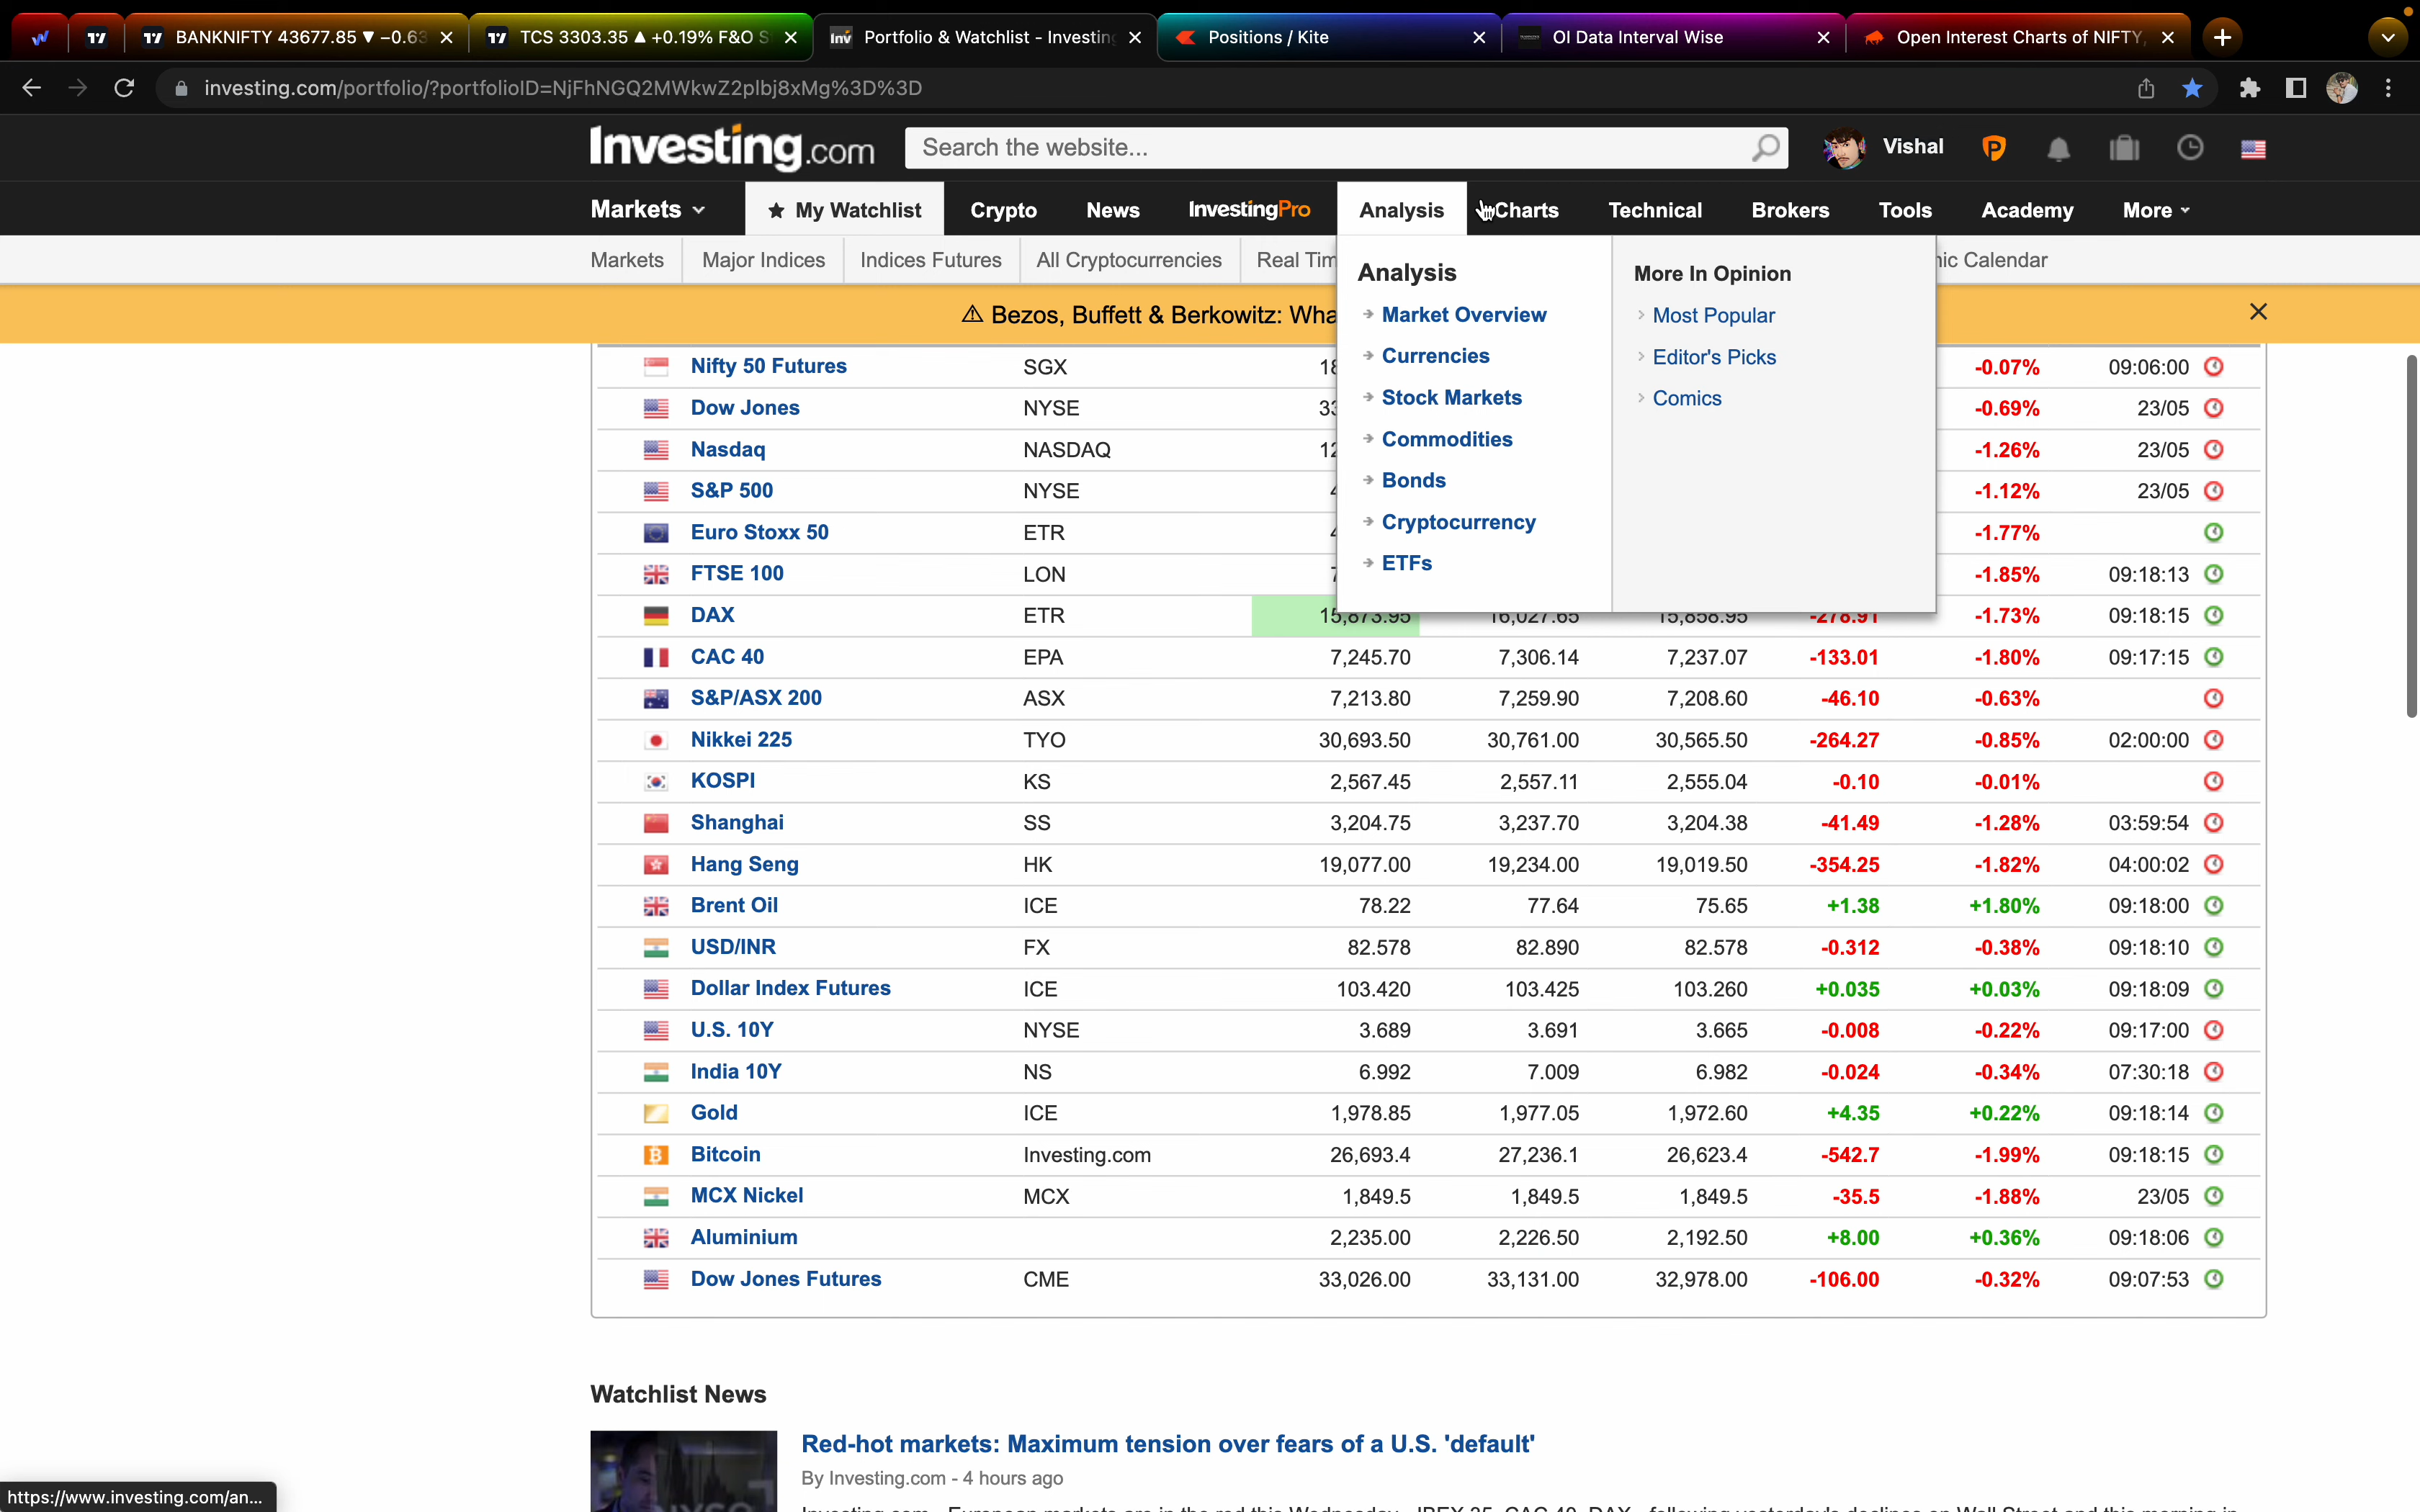 BANKNIFTY 43677.85 ▼ −0.63 TCS 3303.35 ▲ +0.19% F&O S Portfolio & Watchlist - Investing Positions / Kite OI Data Interval Wise Open Interest Charts of NIFTY,
investing.com/portfolio/?portfolioID=NjFhNGQ2MWkwZ2plbj8xMg%3D%3D
Investing.com Search the website... Vishal
Markets My Watchlist Crypto News InvestingPro Analysis Charts Technical Brokers Tools Academy More
Markets Major Indices Indices Futures All Cryptocurrencies Real Tim nic Calendar
⚠ Bezos, Buffett & Berkowitz: Wha
Analysis
Market Overview
Currencies
Stock Markets
Commodities
Bonds
Cryptocurrency
ETFs
More In Opinion
Most Popular
Editor's Picks
Comics
Nifty 50 Futures SGX 18 -0.07% 09:06:00
Dow Jones NYSE 33 -0.69% 23/05
Nasdaq NASDAQ 12 -1.26% 23/05
S&P 500 NYSE 4 -1.12% 23/05
Euro Stoxx 50 ETR 4 -1.77%
FTSE 100 LON 7 -1.85% 09:18:13
DAX ETR 15,873.95 16,027.65 15,858.95 -278.91 -1.73% 09:18:15
CAC 40 EPA 7,245.70 7,306.14 7,237.07 -133.01 -1.80% 09:17:15
S&P/ASX 200 ASX 7,213.80 7,259.90 7,208.60 -46.10 -0.63%
Nikkei 225 TYO 30,693.50 30,761.00 30,565.50 -264.27 -0.85% 02:00:00
KOSPI KS 2,567.45 2,557.11 2,555.04 -0.10 -0.01%
Shanghai SS 3,204.75 3,237.70 3,204.38 -41.49 -1.28% 03:59:54
Hang Seng HK 19,077.00 19,234.00 19,019.50 -354.25 -1.82% 04:00:02
Brent Oil ICE 78.22 77.64 75.65 +1.38 +1.80% 09:18:00
USD/INR FX 82.578 82.890 82.578 -0.312 -0.38% 09:18:10
Dollar Index Futures ICE 103.420 103.425 103.260 +0.035 +0.03% 09:18:09
U.S. 10Y NYSE 3.689 3.691 3.665 -0.008 -0.22% 09:17:00
India 10Y NS 6.992 7.009 6.982 -0.024 -0.34% 07:30:18
Gold ICE 1,978.85 1,977.05 1,972.60 +4.35 +0.22% 09:18:14
Bitcoin Investing.com 26,693.4 27,236.1 26,623.4 -542.7 -1.99% 09:18:15
MCX Nickel MCX 1,849.5 1,849.5 1,849.5 -35.5 -1.88% 23/05
Aluminium 2,235.00 2,226.50 2,192.50 +8.00 +0.36% 09:18:06
Dow Jones Futures CME 33,026.00 33,131.00 32,978.00 -106.00 -0.32% 09:07:53
Watchlist News
Red-hot markets: Maximum tension over fears of a U.S. 'default'
By Investing.com - 4 hours ago
https://www.investing.com/an...